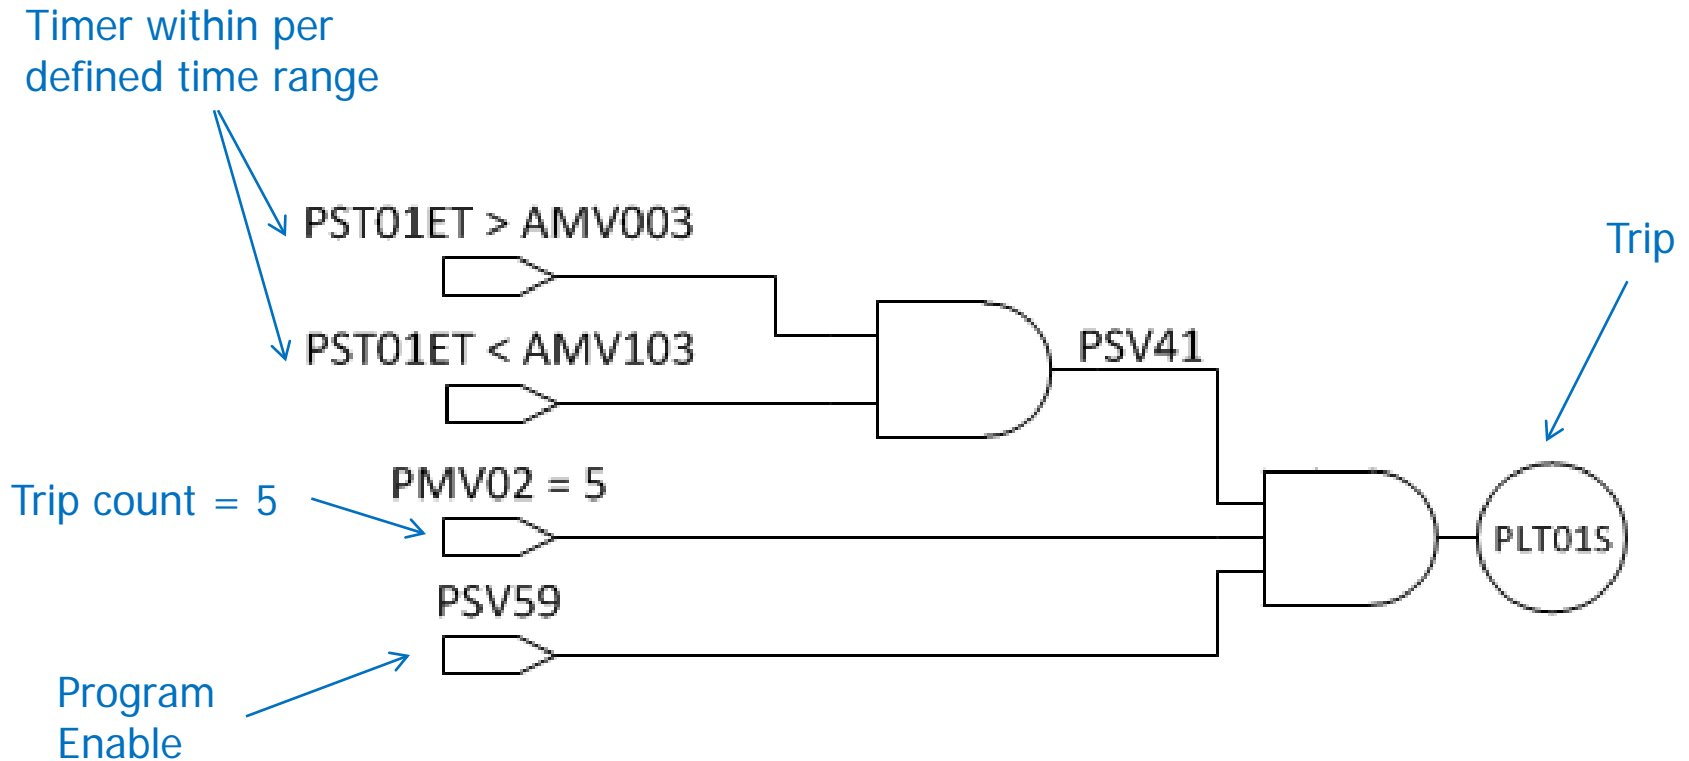 Timer within per
defined time range
PST01ET > AMV003
Trip
PST01ET < AMV103
PSV41
PMV02 = 5
Trip count = 5
PLT01S
PSV59
Program
Enable